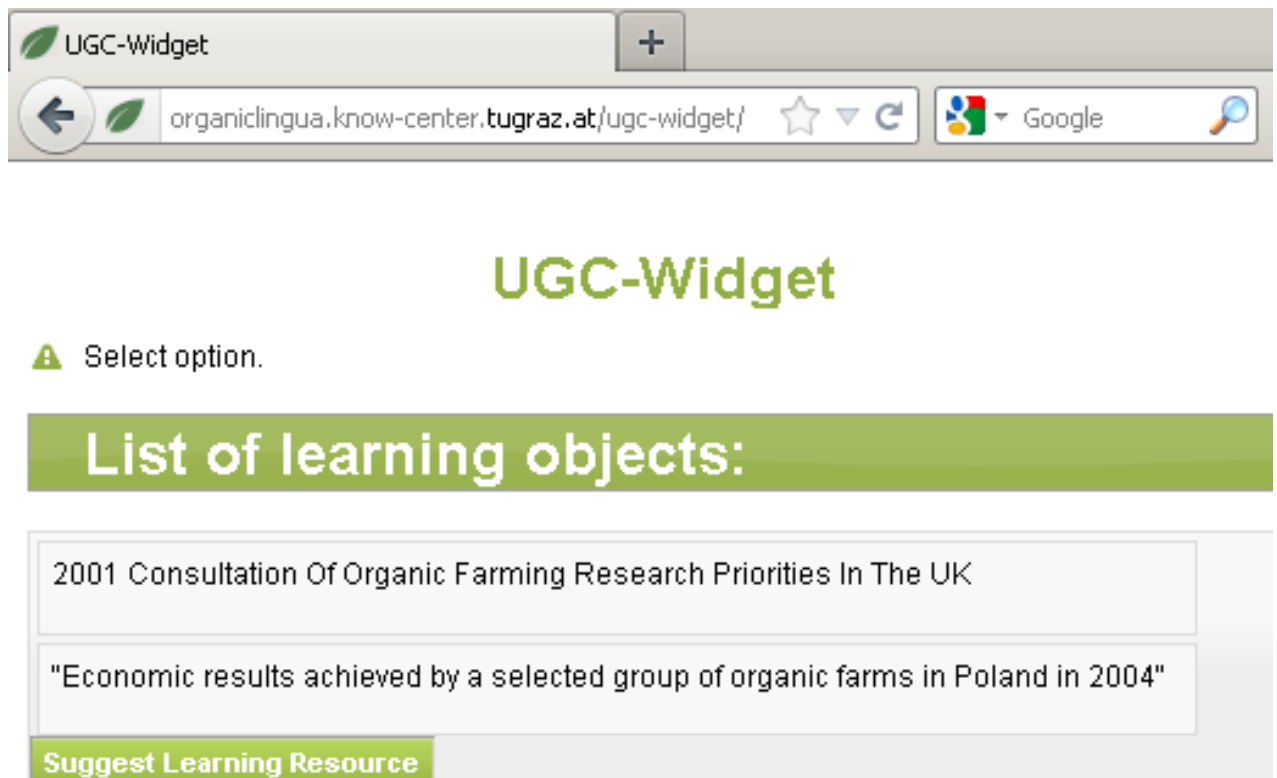 UGC-Widget
+
organiclingua.know-center.tugraz.at/ugc-widget/ Google
UGC-Widget
Select option.
List of learning objects:
2001 Consultation Of Organic Farming Research Priorities In The UK
"Economic results achieved by a selected group of organic farms in Poland in 2004"
Suggest Learning Resource